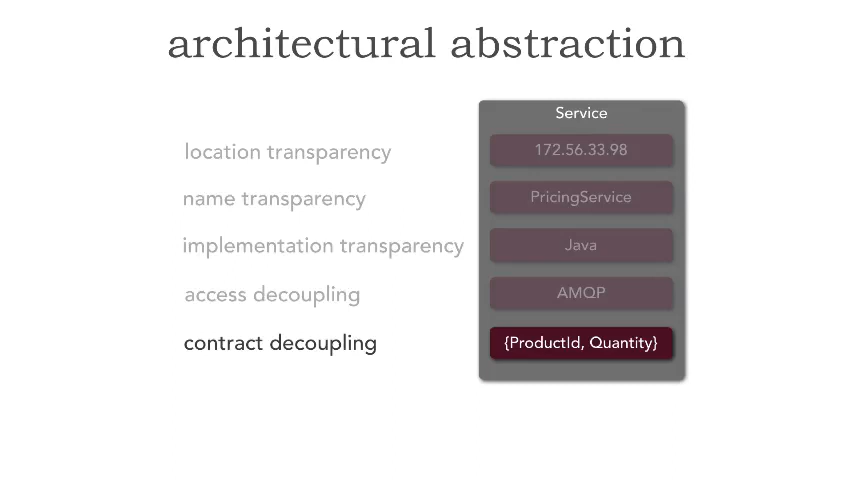 architectural abstraction
Service
location transparency
172.56.33.98
name transparency
PricingService
implementation transparency
Java
access decoupling
AMQP
contract decoupling
{ProductId, Quantity}